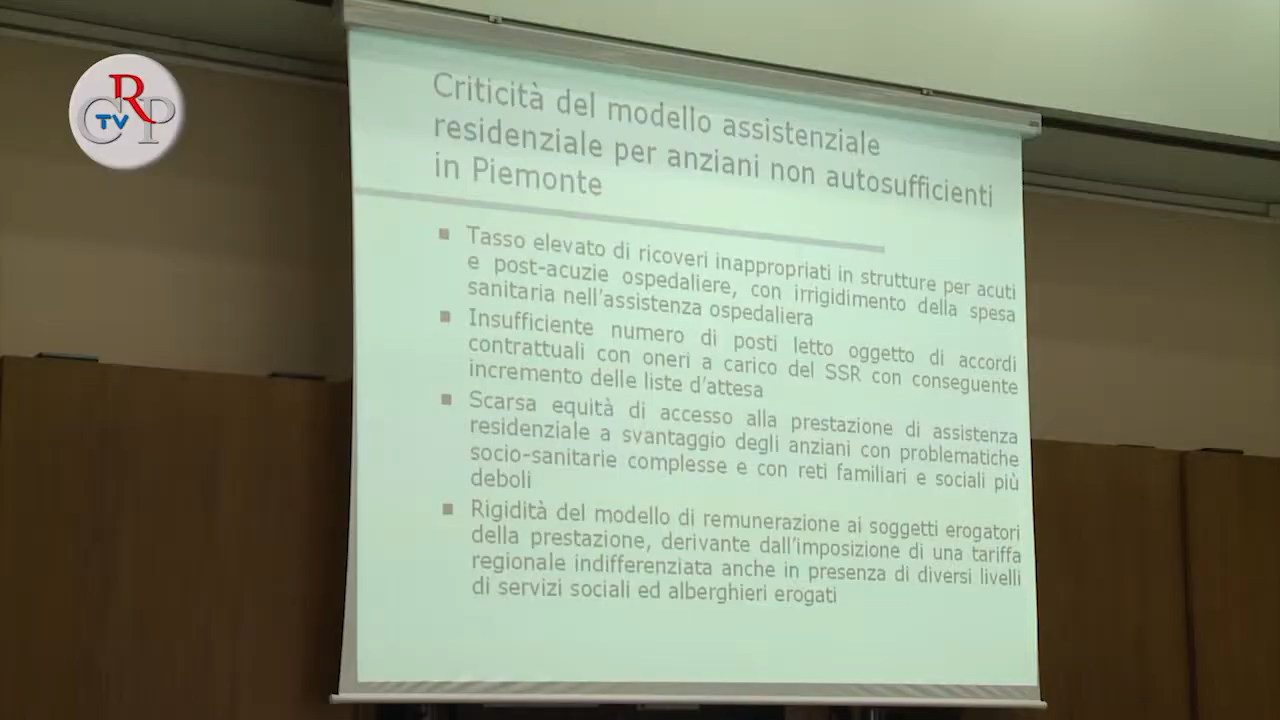 CRP
TV
Criticità del modello assistenziale
residenziale per anziani non autosufficienti
in Piemonte
Tasso elevato di ricoveri inappropriati in strutture per acuti
e post-acuzie ospedaliere, con irrigidimento della spesa
sanitaria nell'assistenza ospedaliera
Insufficiente numero di posti letto oggetto di accordi
contrattuali con oneri a carico del SSR con conseguente
incremento delle liste d'attesa
Scarsa equità di accesso alla prestazione di assistenza
residenziale a svantaggio degli anziani con problematiche
socio-sanitarie complesse e con reti familiari e sociali più
deboli
Rigidità del modello di remunerazione ai soggetti erogatori
della prestazione, derivante dall'imposizione di una tariffa
regionale indifferenziata anche in presenza di diversi livelli
di servizi sociali ed alberghieri erogati